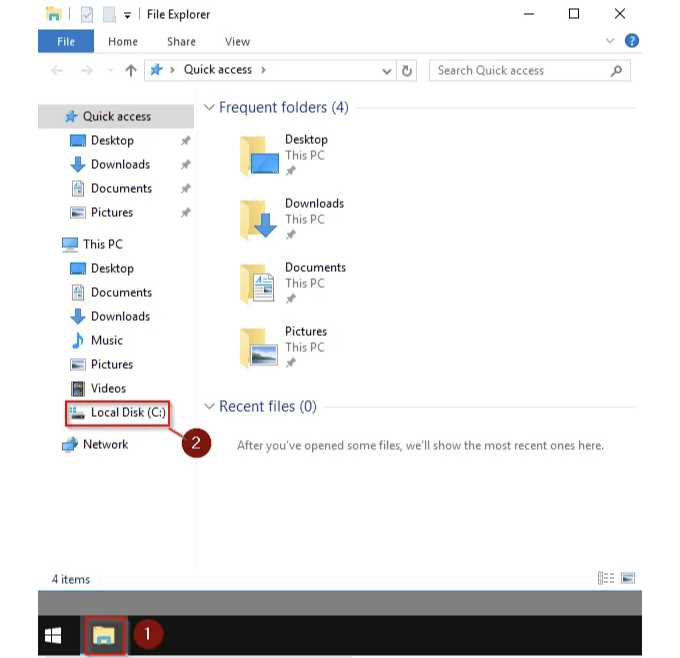 File Explorer
File Home Share View
Quick access
Search Quick access
Quick access
Desktop
Downloads
Documents
Pictures
This PC
Desktop
Documents
Downloads
Music
Pictures
Videos
Local Disk (C:)
Network
Frequent folders (4)
Desktop
This PC
Downloads
This PC
Documents
This PC
Pictures
This PC
Recent files (0)
After you've opened some files, we'll show the most recent ones here.
2
4 items
1